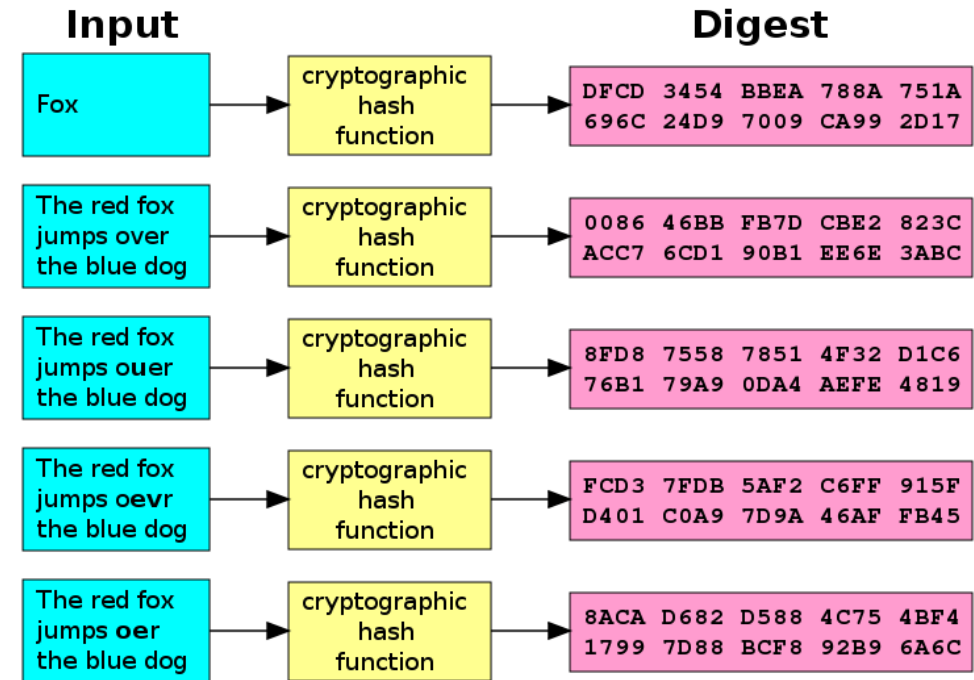 Input Digest
Fox
cryptographic
hash
function
DFCD 3454 BBEA 788A 751A
696C 24D9 7009 CA99 2D17
The red fox
jumps over
the blue dog
cryptographic
hash
function
0086 46BB FB7D CBE2 823C
ACC7 6CD1 90B1 EE6E 3ABC
The red fox
jumps ouer
the blue dog
cryptographic
hash
function
8FD8 7558 7851 4F32 D1C6
76B1 79A9 0DA4 AEFE 4819
The red fox
jumps oevr
the blue dog
cryptographic
hash
function
FCD3 7FDB 5AF2 C6FF 915F
D401 C0A9 7D9A 46AF FB45
The red fox
jumps oer
the blue dog
cryptographic
hash
function
8ACA D682 D588 4C75 4BF4
1799 7D88 BCF8 92B9 6A6C